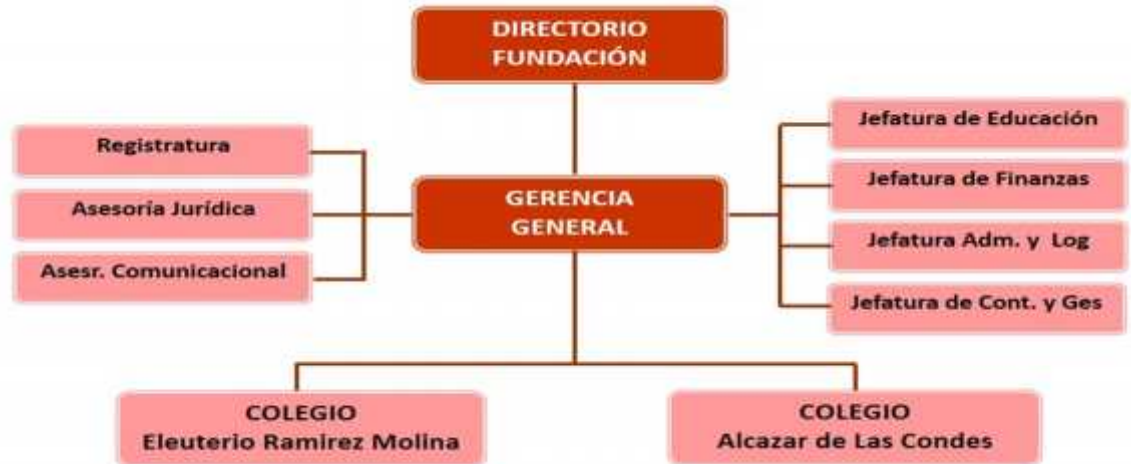 DIRECTORIO
FUNDACIÓN
Registratura
Asesoría Jurídica
Asesr. Comunicacional
GERENCIA
GENERAL
Jefatura de Educación
Jefatura de Finanzas
Jefatura Adm. y Log
Jefatura de Cont. y Ges
COLEGIO
Eleuterio Ramirez Molina
COLEGIO
Alcazar de Las Condes